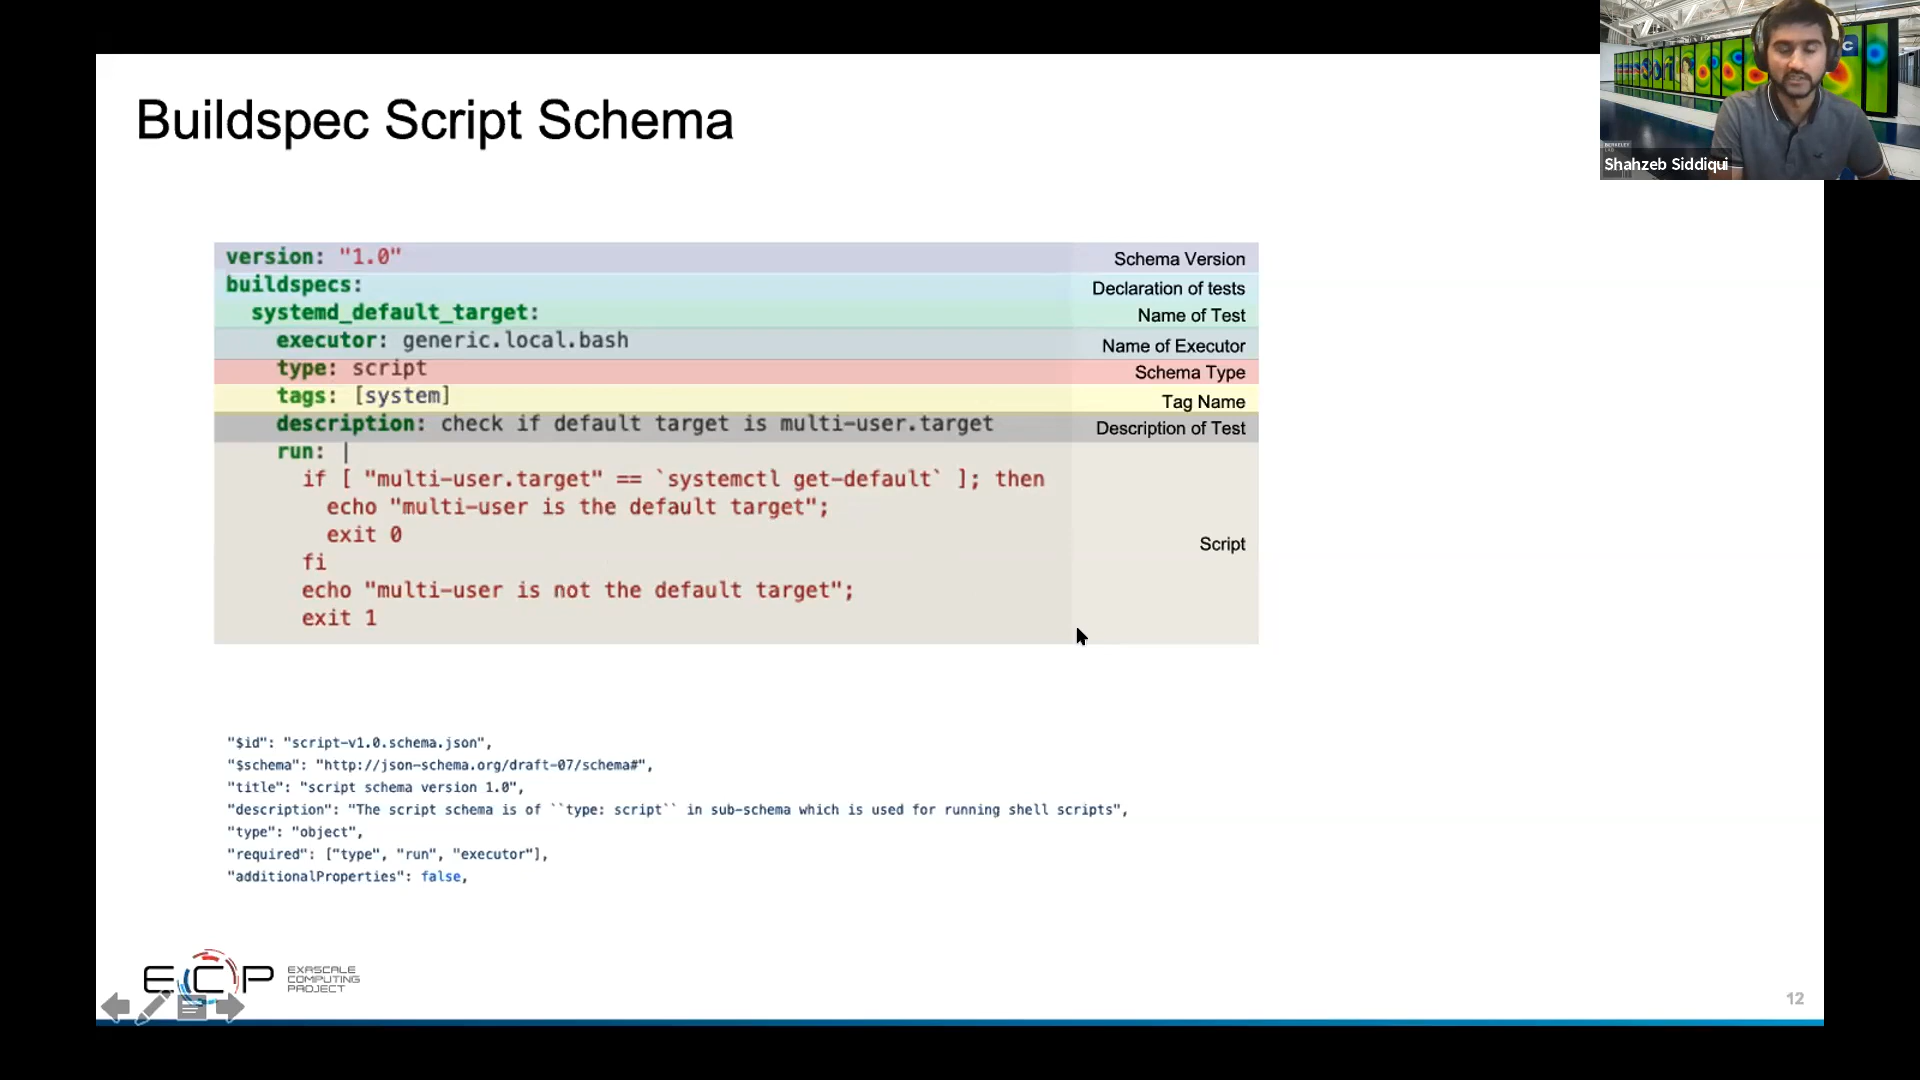 Buildspec Script Schema
Shahzeb Siddiqui
version: "1.0" Schema Version
buildspecs: Declaration of tests
systemd_default_target: Name of Test
executor: generic.local.bash Name of Executor
type: script Schema Type
tags: [system] Tag Name
description: check if default target is multi-user.target Description of Test
run: |
if [ "multi-user.target" == `systemctl get-default` ]; then
echo "multi-user is the default target";
exit 0
fi
echo "multi-user is not the default target";
exit 1
Script
"$id": "script-v1.0.schema.json",
"$schema": "http://json-schema.org/draft-07/schema#",
"title": "script schema version 1.0",
"description": "The script schema is of ``type: script`` in sub-schema which is used for running shell scripts",
"type": "object",
"required": ["type", "run", "executor"],
"additionalProperties": false,
ECP
EXASCALE
COMPUTING
PROJECT
12